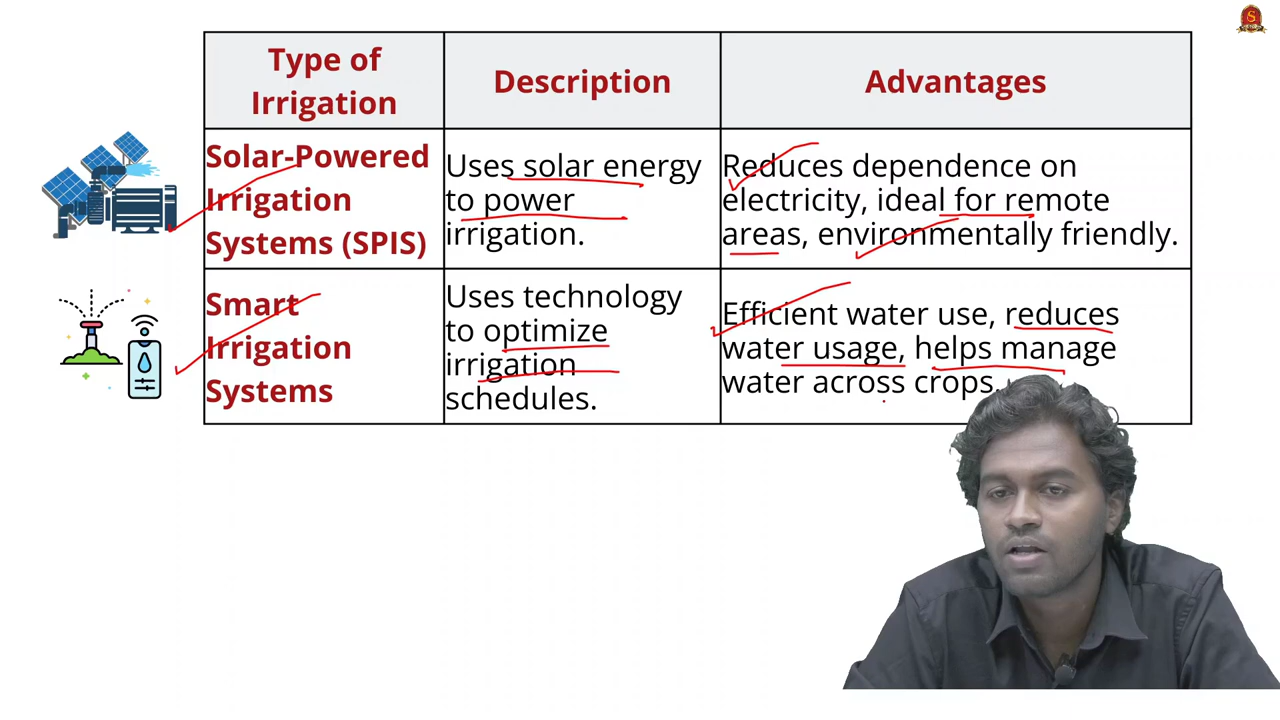 Type of
Irrigation
Description
Advantages
Solar-Powered
Irrigation
Systems (SPIS)
Uses solar energy
to power
irrigation.
Reduces dependence on
electricity, ideal for remote
areas, environmentally friendly.
Smart
Irrigation
Systems
Uses technology
to optimize
irrigation
schedules.
Efficient water use, reduces
water usage, helps manage
water across crops.
S